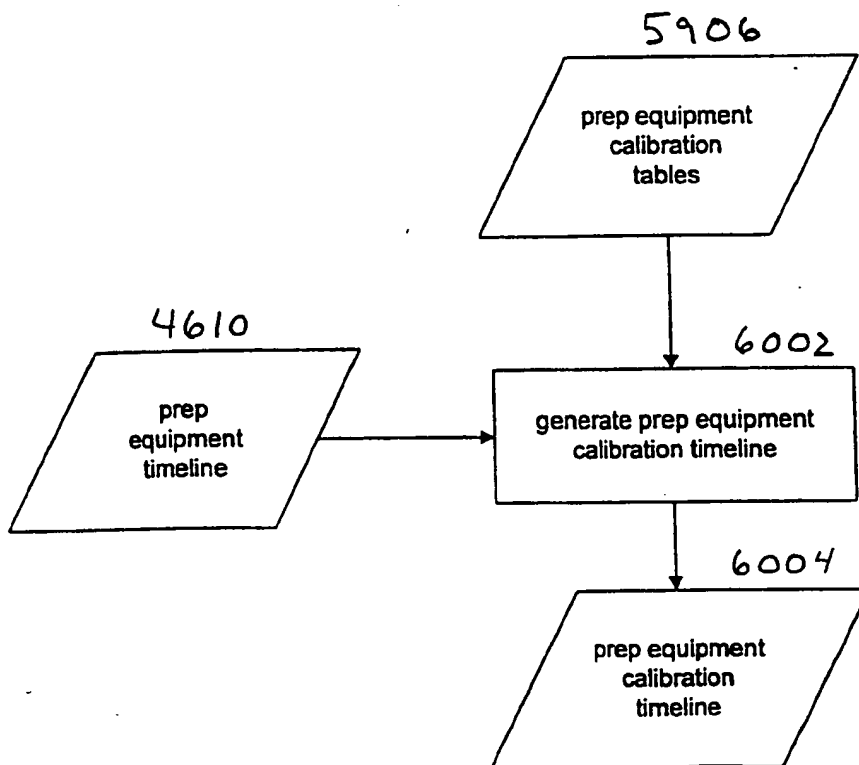 5906
prep equipment
calibration
tables
4610
prep
equipment
timeline
6002
generate prep equipment
calibration timeline
6004
prep equipment
calibration
timeline